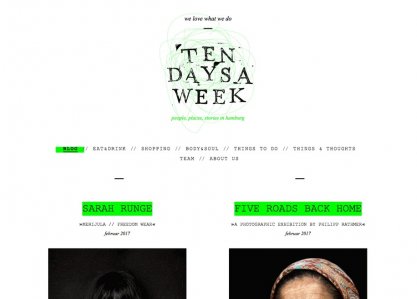 we love what we do
TEN
DAYS A
WEEK
people, places, stories in hamburg
BLOG // EAT&DRINK // SHOPPING // BODY&SOUL // THINGS TO DO // THINGS & THOUGHTS
TEAM // ABOUT US
SARAH RUNGE
»MERIJULA // FREEDOM WEAR«
februar 2017
FIVE ROADS BACK HOME
»A PHOTOGRAPHIC EXHIBITION BY PHILIPP RATHMER«
februar 2017